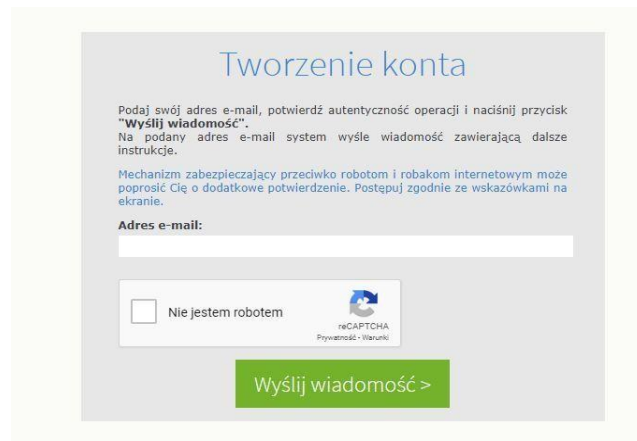 Tworzenie konta
Podaj swój adres e-mail, potwierdź autentyczność operacji i naciśnij przycisk
"Wyślij wiadomość".
Na podany adres e-mail system wyśle wiadomość zawierającą dalsze
instrukcje.
Mechanizm zabezpieczający przeciwko robotom i robakom internetowym może
poprosić Cię o dodatkowe potwierdzenie. Postępuj zgodnie ze wskazówkami na
ekranie.
Adres e-mail:
Nie jestem robotem
reCAPTCHA
Prywatność - Warunki
Wyślij wiadomość >